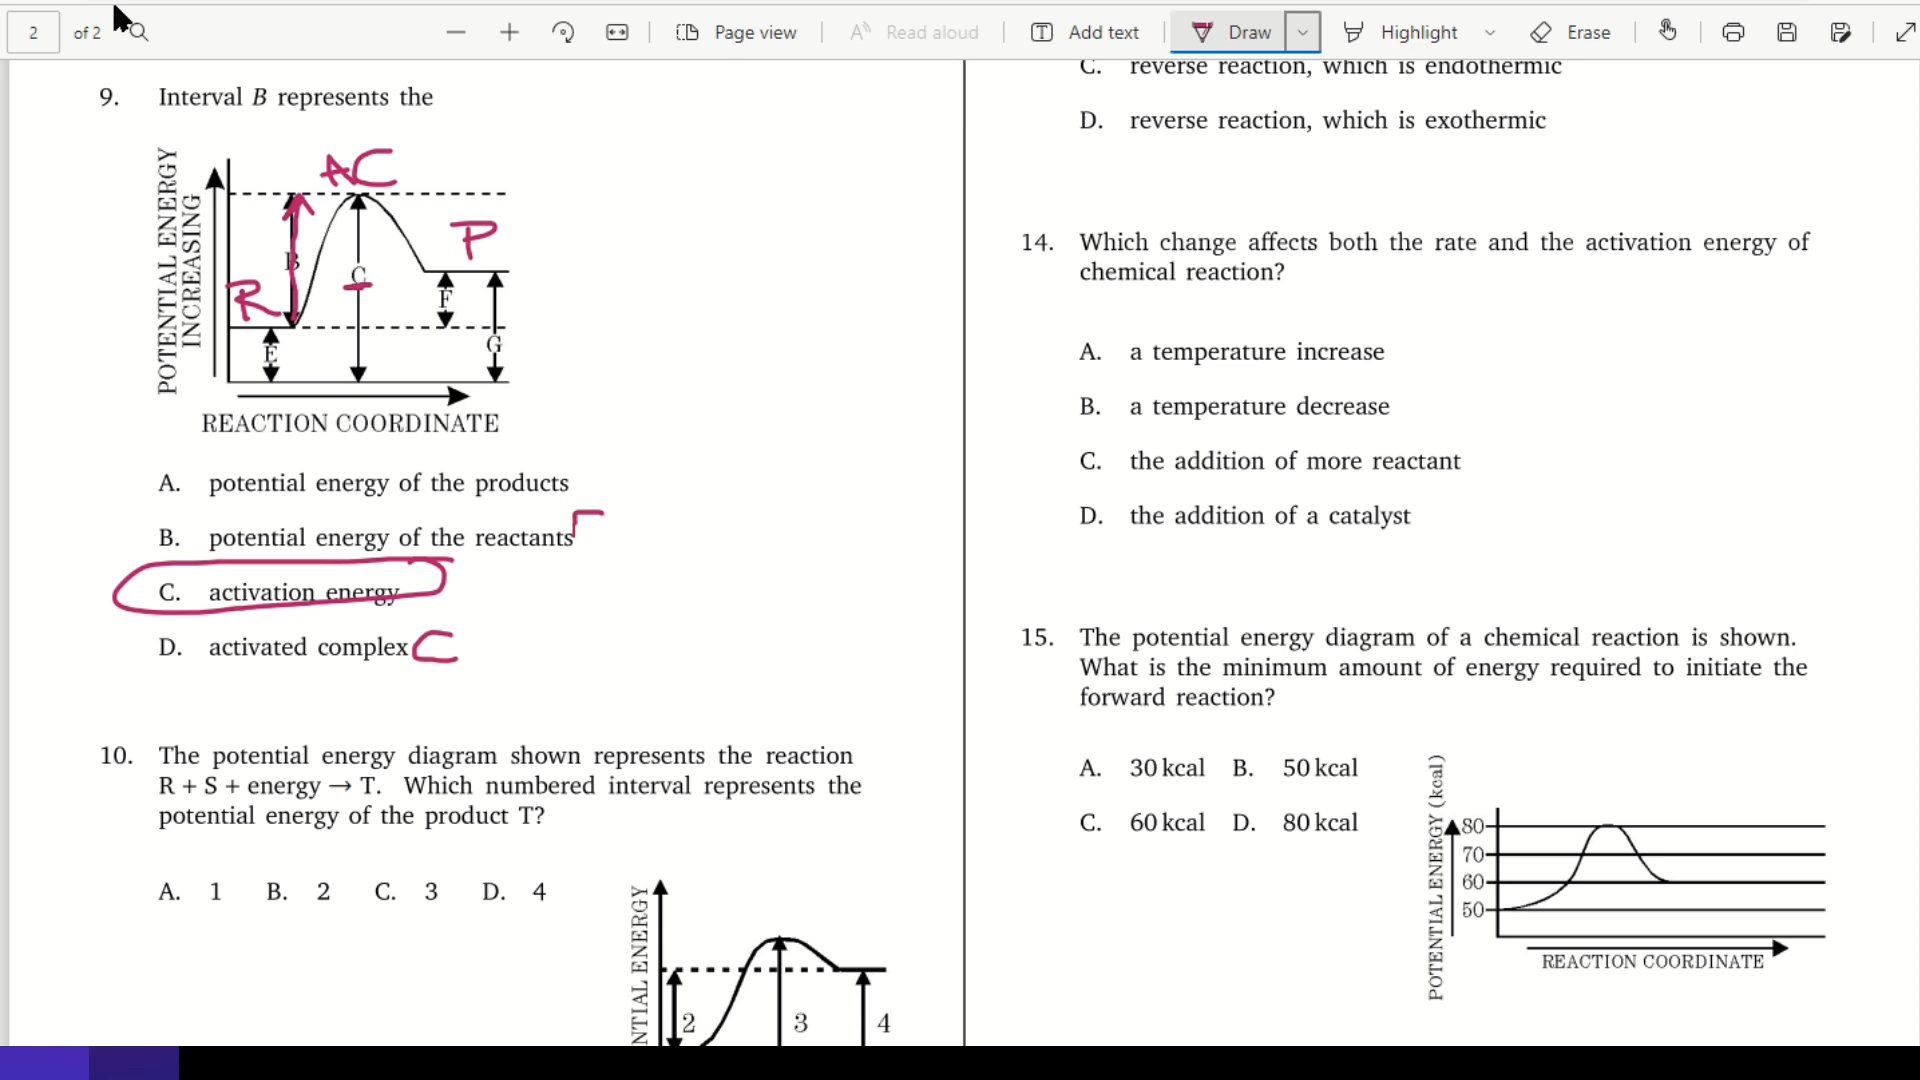 2 of 2
Page view
Read aloud
Add text
Draw
Highlight
Erase
9. Interval B represents the
POTENTIAL ENERGY
INCREASING
AC
P
B
C
R
F
E
G
REACTION COORDINATE
A. potential energy of the products
B. potential energy of the reactants
C. activation energy
D. activated complex C
10. The potential energy diagram shown represents the reaction
R + S + energy → T. Which numbered interval represents the
potential energy of the product T?
A. 1 B. 2 C. 3 D. 4
NTIAL ENERGY
2
3
4
C. reverse reaction, which is endothermic
D. reverse reaction, which is exothermic
14. Which change affects both the rate and the activation energy of
chemical reaction?
A. a temperature increase
B. a temperature decrease
C. the addition of more reactant
D. the addition of a catalyst
15. The potential energy diagram of a chemical reaction is shown.
What is the minimum amount of energy required to initiate the
forward reaction?
A. 30 kcal B. 50 kcal
C. 60 kcal D. 80 kcal
POTENTIAL ENERGY (kcal)
80
70
60
50
REACTION COORDINATE